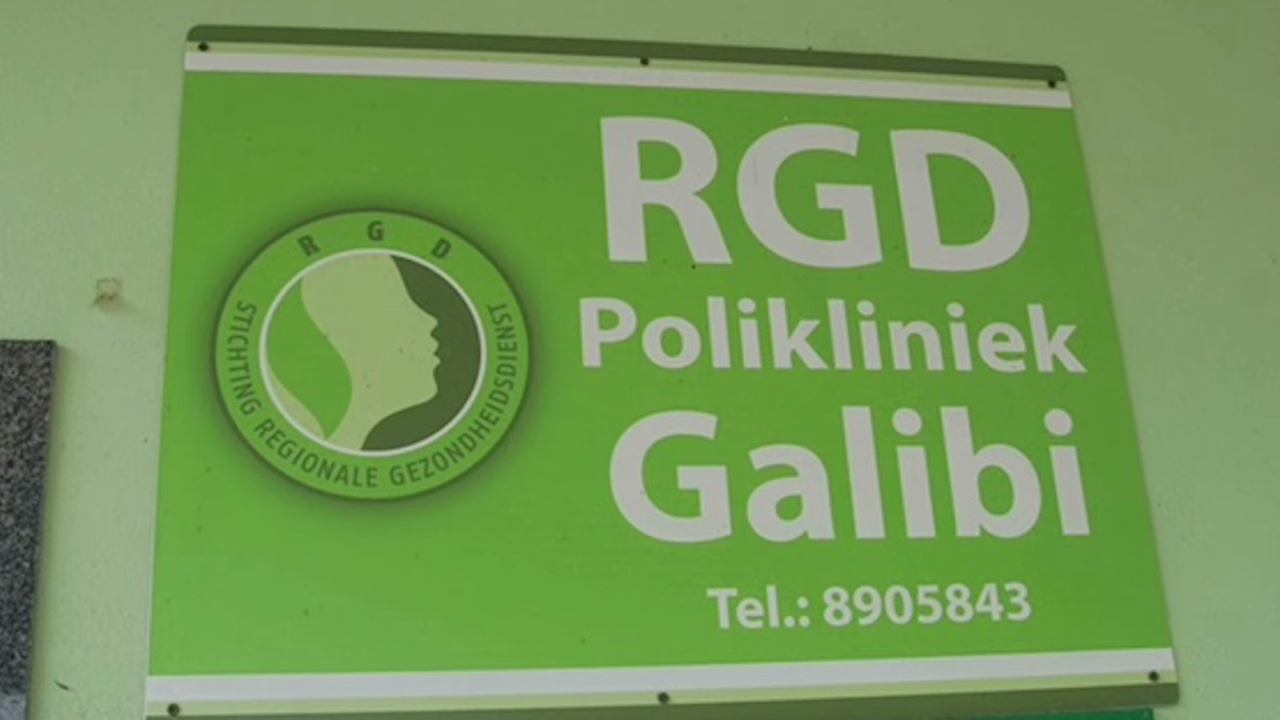 RGD
STICHTING REGIONALE GEZONDHEIDSDIENST
RGD
Polikliniek
Galibi
Tel.: 8905843